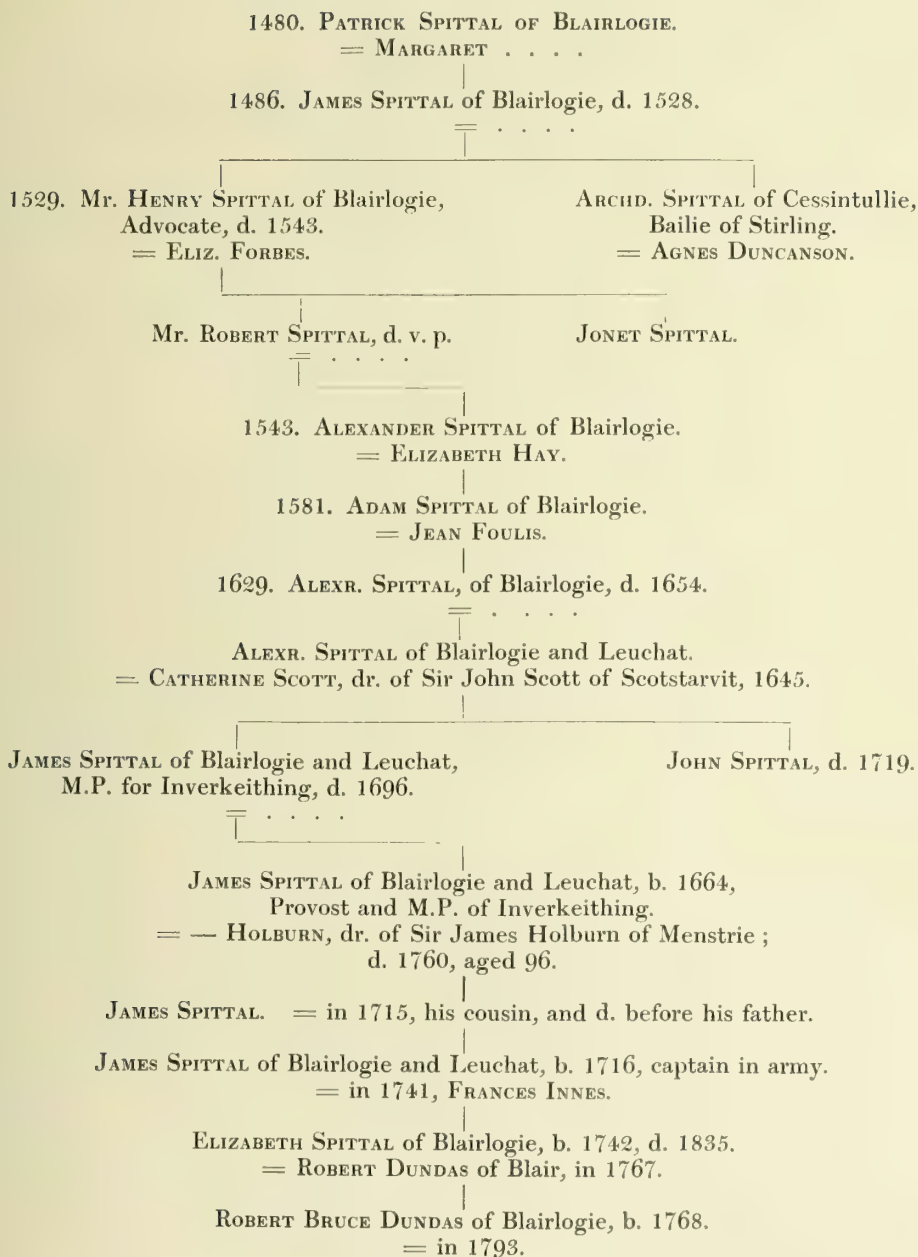 1480. Patrick Spittal of Blairlogie.
= Margaret . . . .
1486. James Spittal of Blairlogie, d. 1528.
= . . . .
1529. Mr. Henry Spittal of Blairlogie,
Advocate, d. 1543.
= Eliz. Forbes.
Archd. Spittal of Cessintullie,
Bailie of Stirling.
= Agnes Duncanson.
Mr. Robert Spittal, d. v. p.
= . . . .
Jonet Spittal.
1543. Alexander Spittal of Blairlogie.
= Elizabeth Hay.
1581. Adam Spittal of Blairlogie.
= Jean Foulis.
1629. Alexr. Spittal, of Blairlogie, d. 1654.
= . . . .
Alexr. Spittal of Blairlogie and Leuchat.
= Catherine Scott, dr. of Sir John Scott of Scotstarvit, 1645.
James Spittal of Blairlogie and Leuchat,
M.P. for Inverkeithing, d. 1696.
= . . . .
John Spittal, d. 1719.
James Spittal of Blairlogie and Leuchat, b. 1664,
Provost and M.P. of Inverkeithing.
= — Holburn, dr. of Sir James Holburn of Menstrie ;
d. 1760, aged 96.
James Spittal. = in 1715, his cousin, and d. before his father.
James Spittal of Blairlogie and Leuchat, b. 1716, captain in army.
= in 1741, Frances Innes.
Elizabeth Spittal of Blairlogie, b. 1742, d. 1835.
= Robert Dundas of Blair, in 1767.
Robert Bruce Dundas of Blairlogie, b. 1768.
= in 1793.